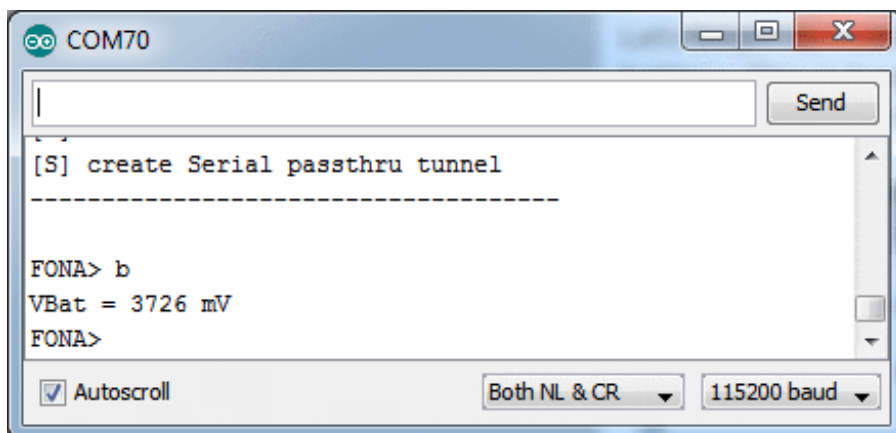 COM70
Send
[S] create Serial passthru tunnel
-------------------------------------
FONA> b
VBat = 3726 mV
FONA>
Autoscroll
Both NL & CR
115200 baud